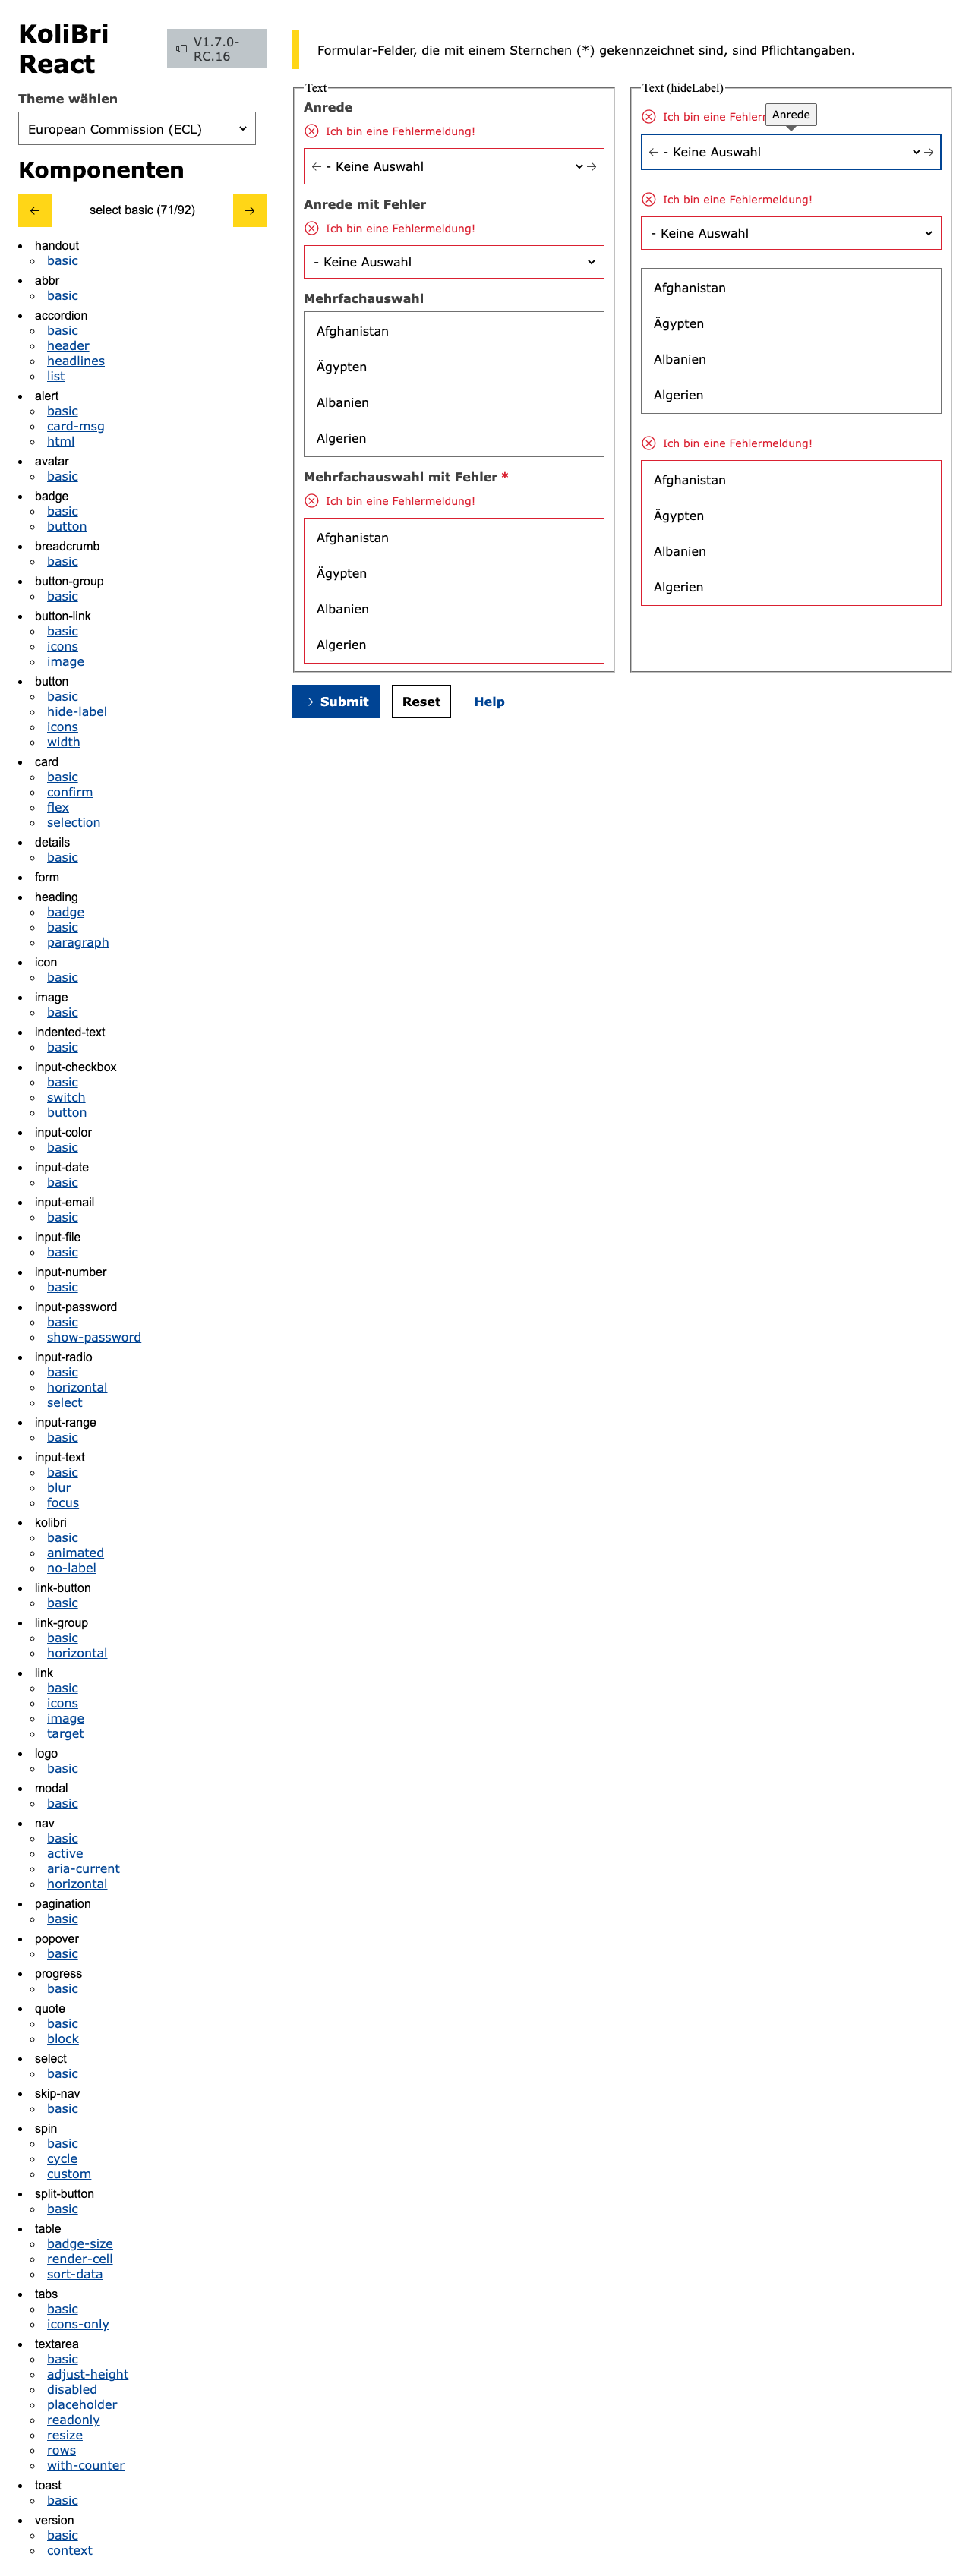 KoliBri
React
V1.7.0-
RC.16
Theme wählen
European Commission (ECL)
Komponenten
← select basic (71/92) →
handout
basic
abbr
basic
accordion
basic
header
headlines
list
alert
basic
card-msg
html
avatar
basic
badge
basic
button
breadcrumb
basic
button-group
basic
button-link
basic
icons
image
button
basic
hide-label
icons
width
card
basic
confirm
flex
selection
details
basic
form
heading
badge
basic
paragraph
icon
basic
image
basic
indented-text
basic
input-checkbox
basic
switch
button
input-color
basic
input-date
basic
input-email
basic
input-file
basic
input-number
basic
input-password
basic
show-password
input-radio
basic
horizontal
select
input-range
basic
input-text
basic
blur
focus
kolibri
basic
animated
no-label
link-button
basic
link-group
basic
horizontal
link
basic
icons
image
target
logo
basic
modal
basic
nav
basic
active
aria-current
horizontal
pagination
basic
popover
basic
progress
basic
quote
basic
block
select
basic
skip-nav
basic
spin
basic
cycle
custom
split-button
basic
table
badge-size
render-cell
sort-data
tabs
basic
icons-only
textarea
basic
adjust-height
disabled
placeholder
readonly
resize
rows
with-counter
toast
basic
version
basic
context
Formular-Felder, die mit einem Sternchen (*) gekennzeichnet sind, sind Pflichtangaben.
Text
Anrede
Ich bin eine Fehlermeldung!
← - Keine Auswahl →
Anrede mit Fehler
Ich bin eine Fehlermeldung!
- Keine Auswahl
Mehrfachauswahl
Afghanistan
Ägypten
Albanien
Algerien
Mehrfachauswahl mit Fehler *
Ich bin eine Fehlermeldung!
Afghanistan
Ägypten
Albanien
Algerien
Text (hideLabel)
Anrede
Ich bin eine Fehler
← - Keine Auswahl →
Ich bin eine Fehlermeldung!
- Keine Auswahl
Afghanistan
Ägypten
Albanien
Algerien
Ich bin eine Fehlermeldung!
Afghanistan
Ägypten
Albanien
Algerien
→ Submit
Reset
Help